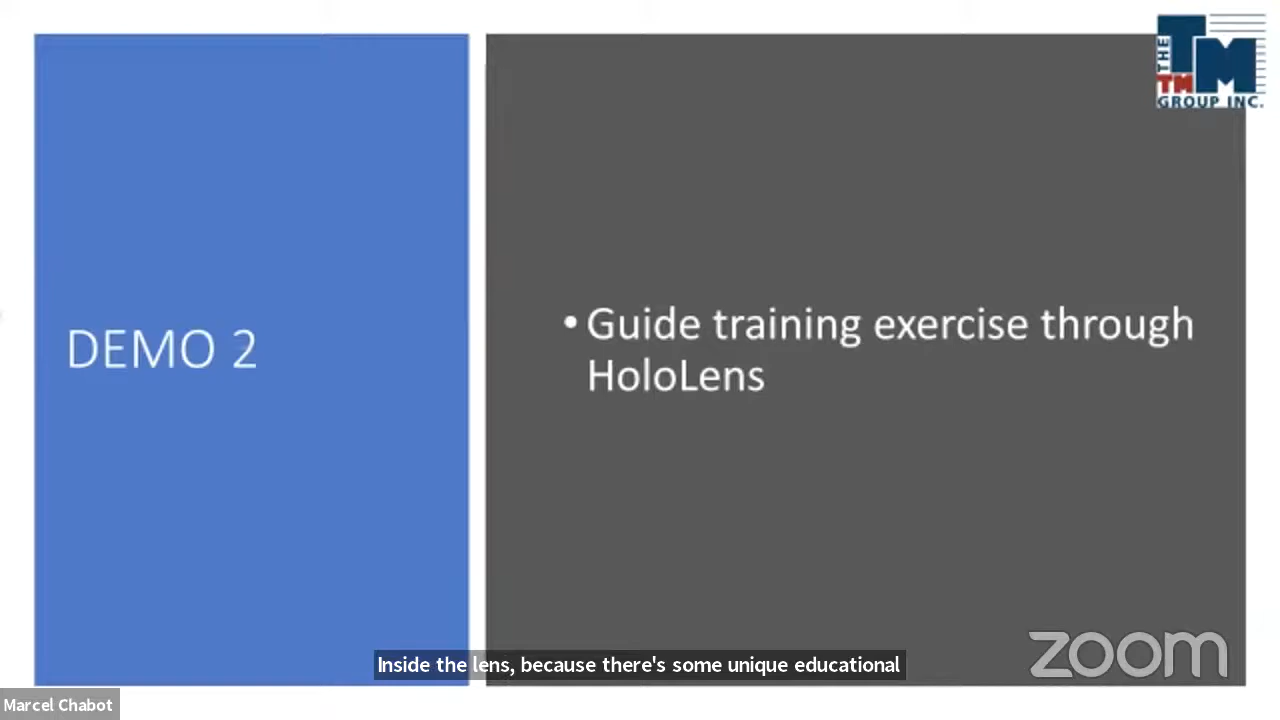 THE
TM
TM
GROUP INC.
DEMO 2
• Guide training exercise through
HoloLens
Inside the lens, because there's some unique educational
zoom
Marcel Chabot